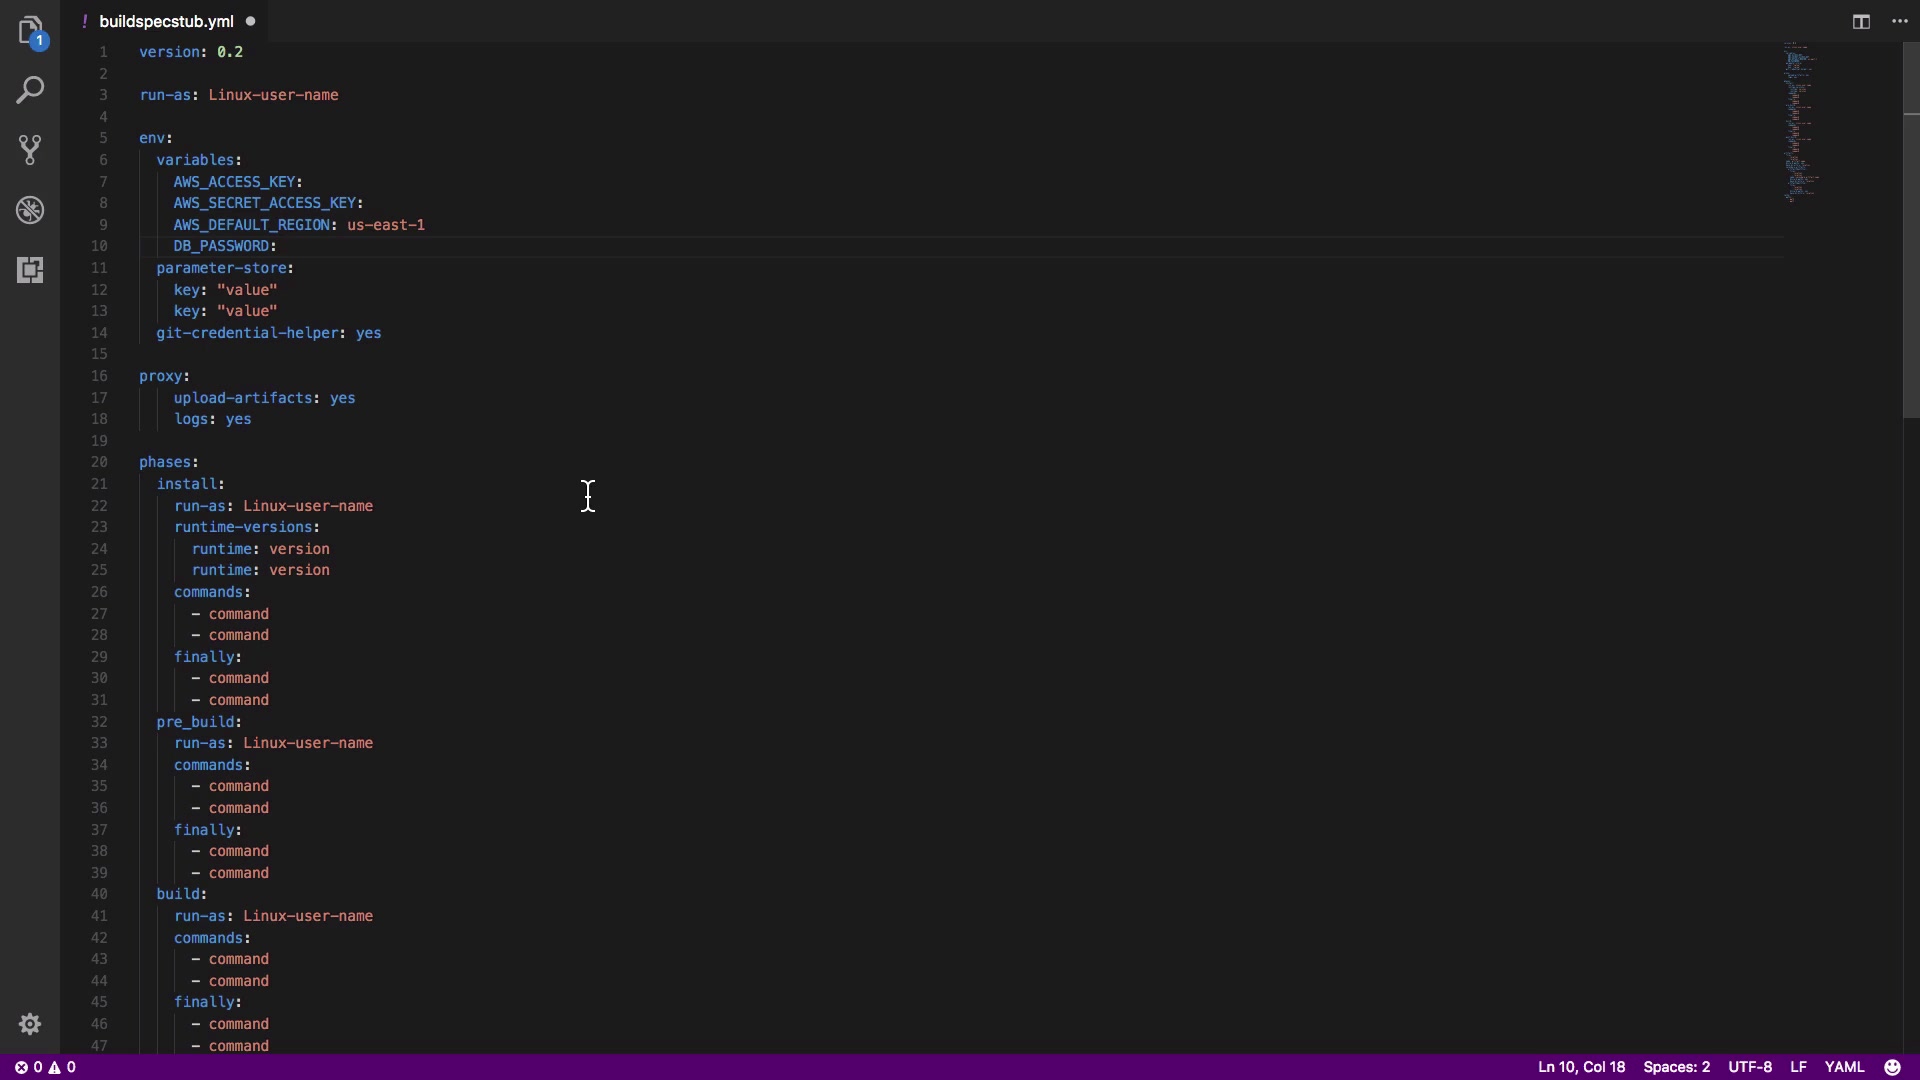 1
! buildspecstub.yml
1 version: 0.2
2
3 run-as: Linux-user-name
4
5 env:
6   variables:
7     AWS_ACCESS_KEY:
8     AWS_SECRET_ACCESS_KEY:
9     AWS_DEFAULT_REGION: us-east-1
10     DB_PASSWORD:
11   parameter-store:
12     key: "value"
13     key: "value"
14   git-credential-helper: yes
15
16 proxy:
17     upload-artifacts: yes
18     logs: yes
19
20 phases:
21   install:
22     run-as: Linux-user-name
23     runtime-versions:
24       runtime: version
25       runtime: version
26     commands:
27       - command
28       - command
29     finally:
30       - command
31       - command
32   pre_build:
33     run-as: Linux-user-name
34     commands:
35       - command
36       - command
37     finally:
38       - command
39       - command
40   build:
41     run-as: Linux-user-name
42     commands:
43       - command
44       - command
45     finally:
46       - command
47       - command
0 0 Ln 10, Col 18 Spaces: 2 UTF-8 LF YAML